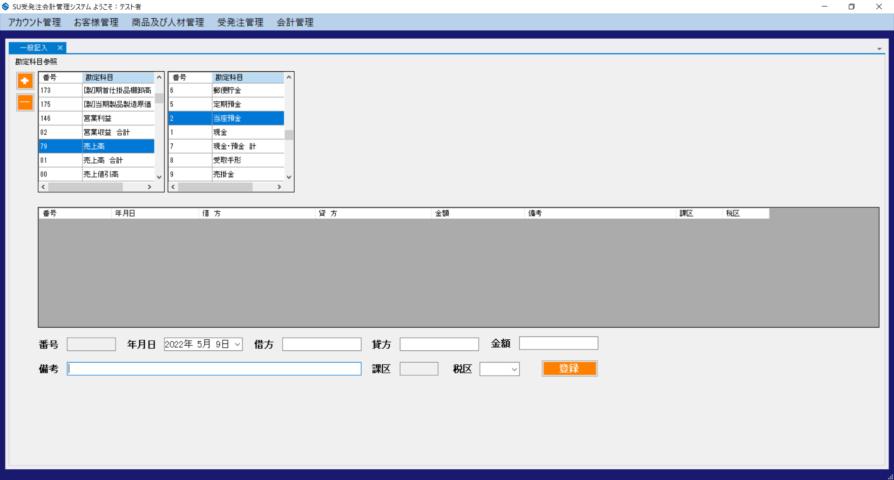 SU受発注会計管理システム ようこそ：テスト者
アカウント管理 お客様管理 商品及び人材管理 受発注管理 会計管理
一般記入 ×
勘定科目参照
番号 勘定科目
173 [製]期首仕掛品棚卸高
175 [製]当期製品製造原価
146 営業利益
82 営業収益 合計
79 売上高
81 売上高 合計
80 売上値引高
番号 勘定科目
6 郵便貯金
5 定期預金
2 当座預金
1 現金
7 現金・預金 計
8 受取手形
9 売掛金
番号 年月日 借 方 貸 方 金額 備考 課区 税区
番号 年月日 2022年 5月 9日 借方 貸方 金額
備考 課区 税区 登録